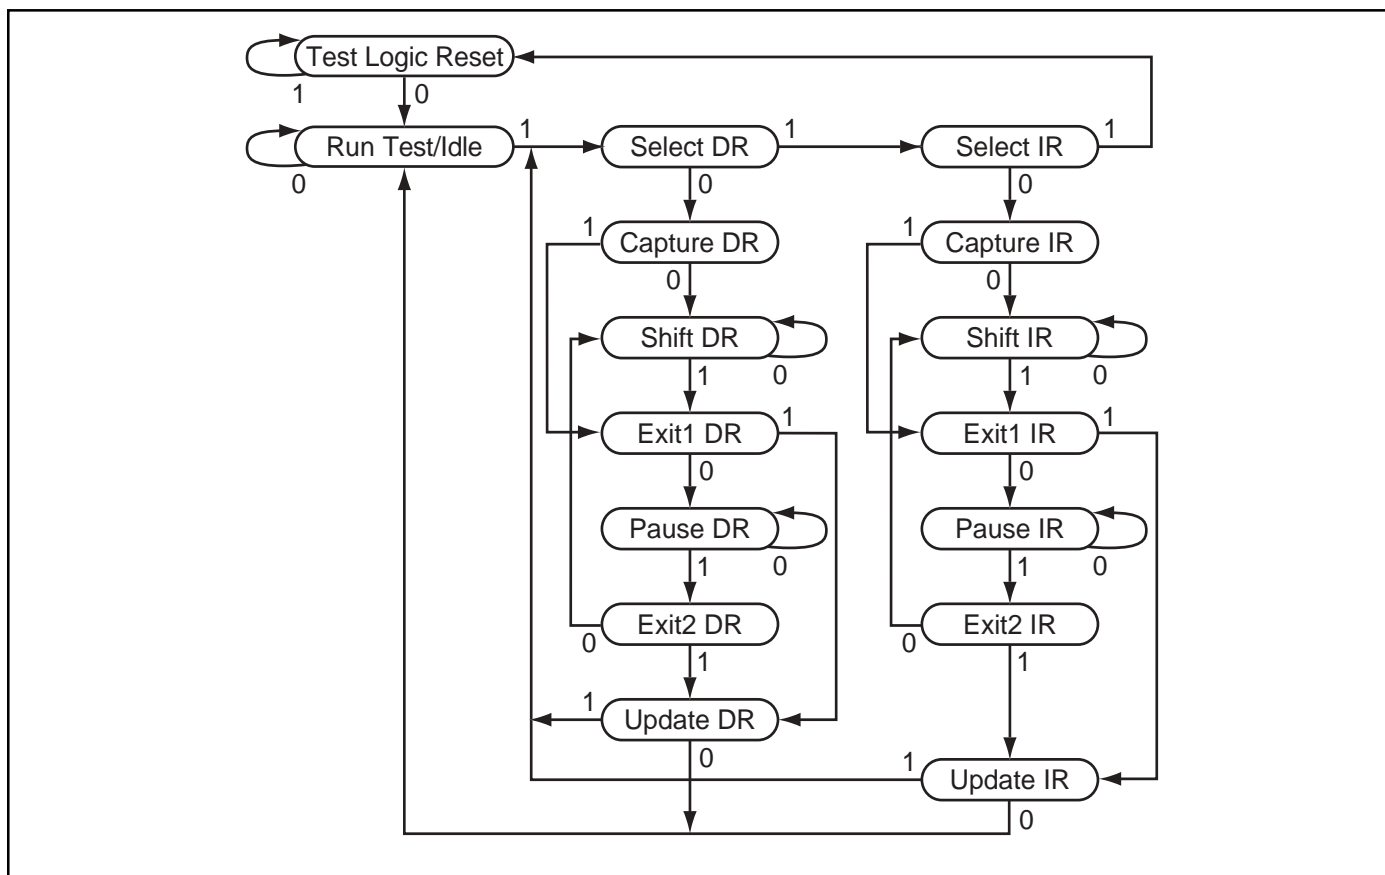 Test Logic Reset
1 0
Run Test/Idle 1 Select DR 1 Select IR 1
0 0 0
1 Capture DR 1 Capture IR
0 0
Shift DR Shift IR
1 0 1 0
Exit1 DR 1 Exit1 IR 1
0 0
Pause DR Pause IR
1 0 1 0
Exit2 DR Exit2 IR
0 1 0 1
1 Update DR
0 1 Update IR
0